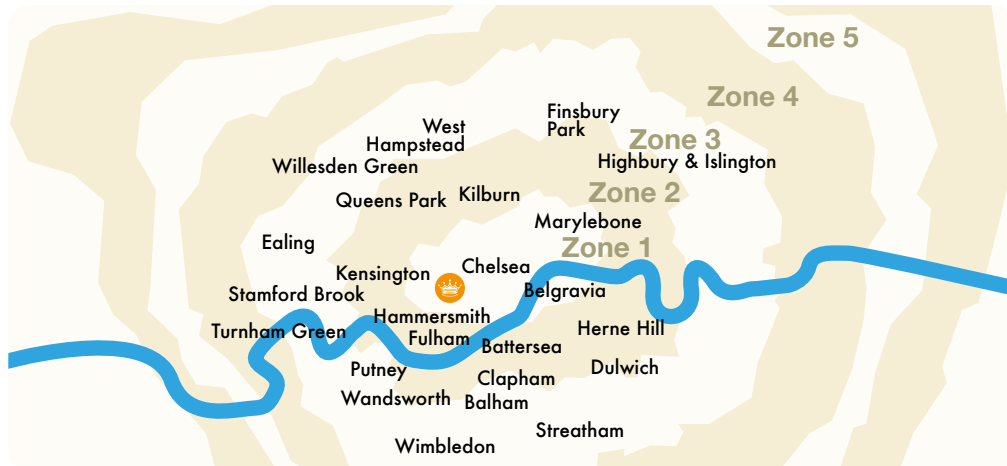 Zone 5
Zone 4
Finsbury
Park
West
Hampstead
Zone 3
Highbury & Islington
Willesden Green
Kilburn
Zone 2
Queens Park
Marylebone
Ealing
Zone 1
Chelsea
Kensington
Belgravia
Stamford Brook
Hammersmith
Turnham Green
Herne Hill
Fulham
Battersea
Dulwich
Putney
Clapham
Wandsworth
Balham
Streatham
Wimbledon